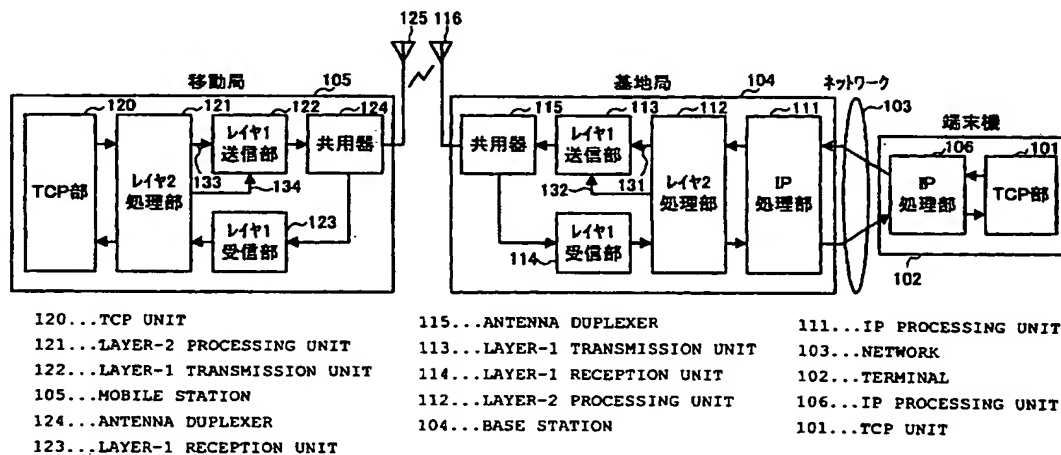 125 116
移動局 105
120 121 122 124
TCP部
レイヤ2
処理部
レイヤ1
送信部
共用器
133 134
レイヤ1
受信部
123
基地局 104
115 113 112 111
共用器
レイヤ1
送信部
132 131
レイヤ1
受信部
114
レイヤ2
処理部
IP
処理部
ネットワーク
103
端末機
106 101
IP
処理部
TCP部
102
120...TCP UNIT
121...LAYER-2 PROCESSING UNIT
122...LAYER-1 TRANSMISSION UNIT
105...MOBILE STATION
124...ANTENNA DUPLEXER
123...LAYER-1 RECEPTION UNIT
115...ANTENNA DUPLEXER
113...LAYER-1 TRANSMISSION UNIT
114...LAYER-1 RECEPTION UNIT
112...LAYER-2 PROCESSING UNIT
104...BASE STATION
111...IP PROCESSING UNIT
103...NETWORK
102...TERMINAL
106...IP PROCESSING UNIT
101...TCP UNIT